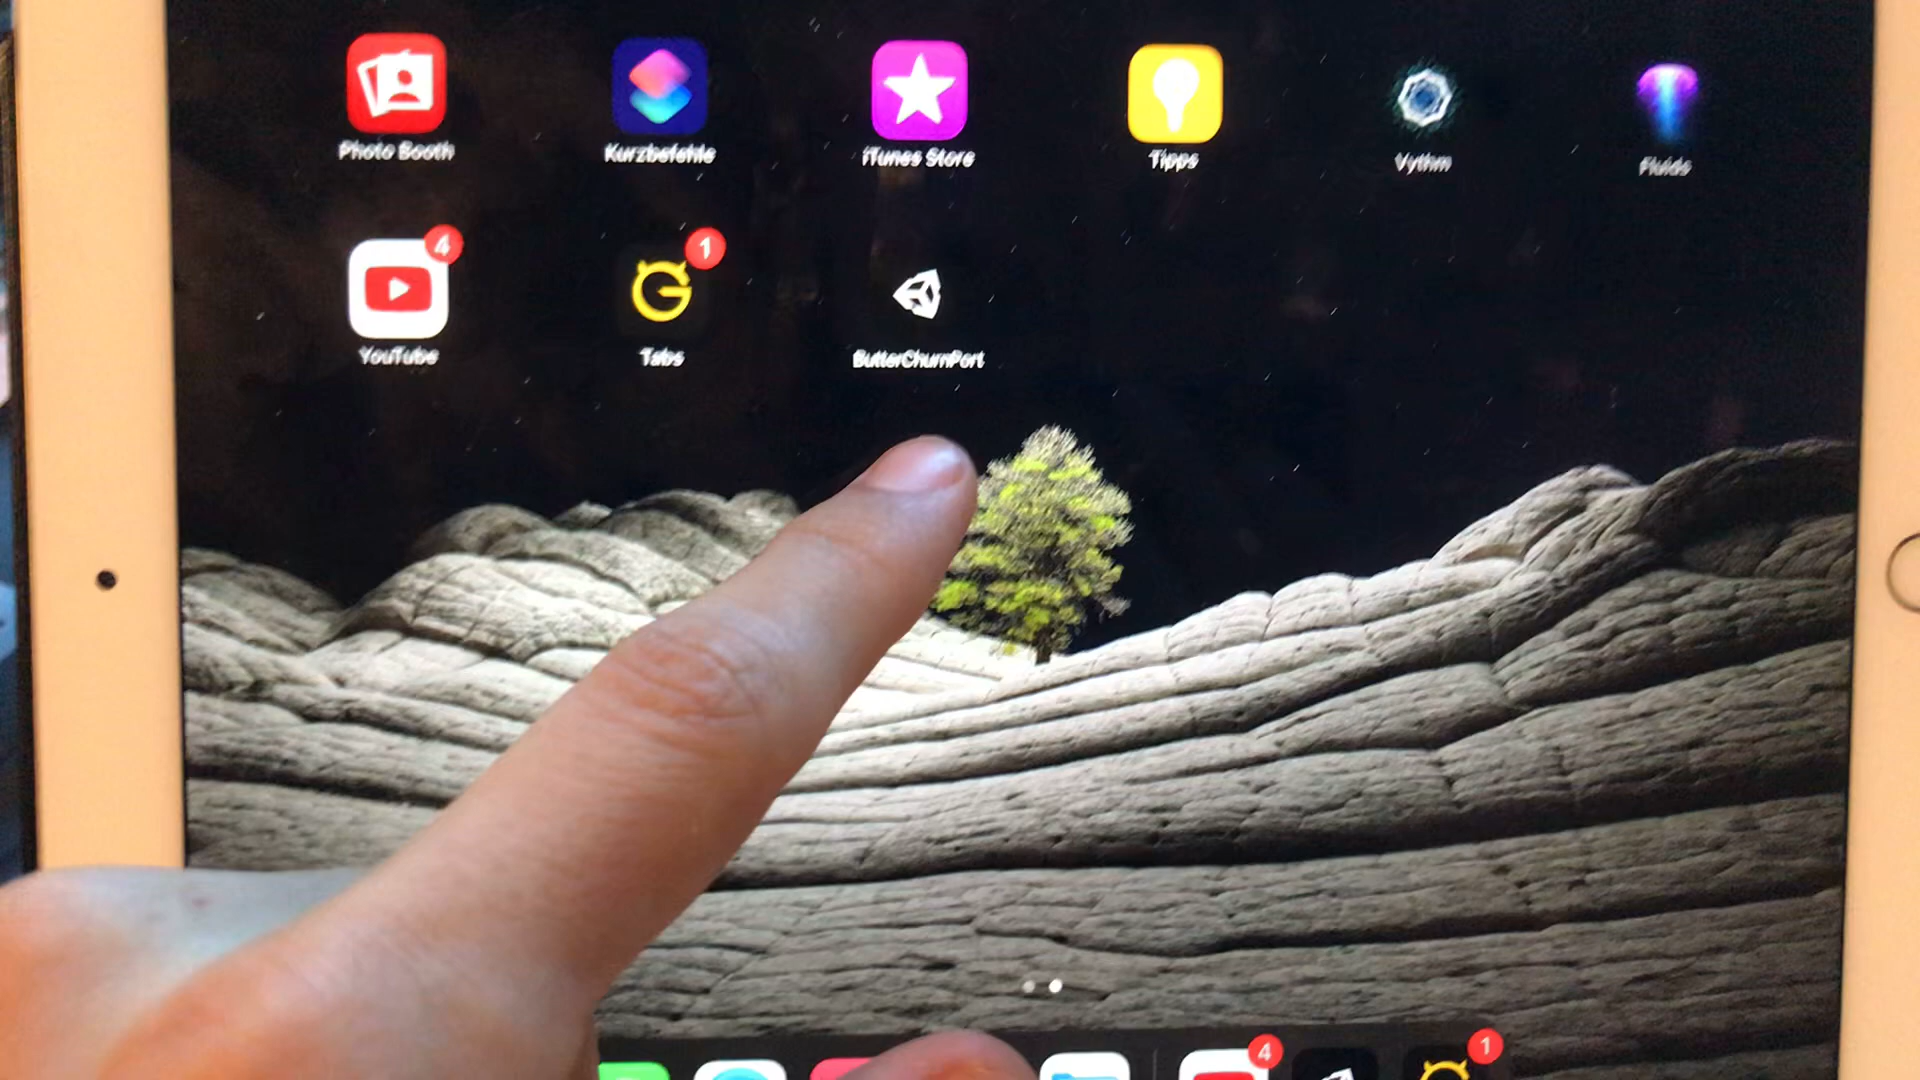 Photo Booth
Kurzbefehle
iTunes Store
Tipps
Vythm
Fluids
4
1
YouTube
Tabs
ButterChurnPort
4
1